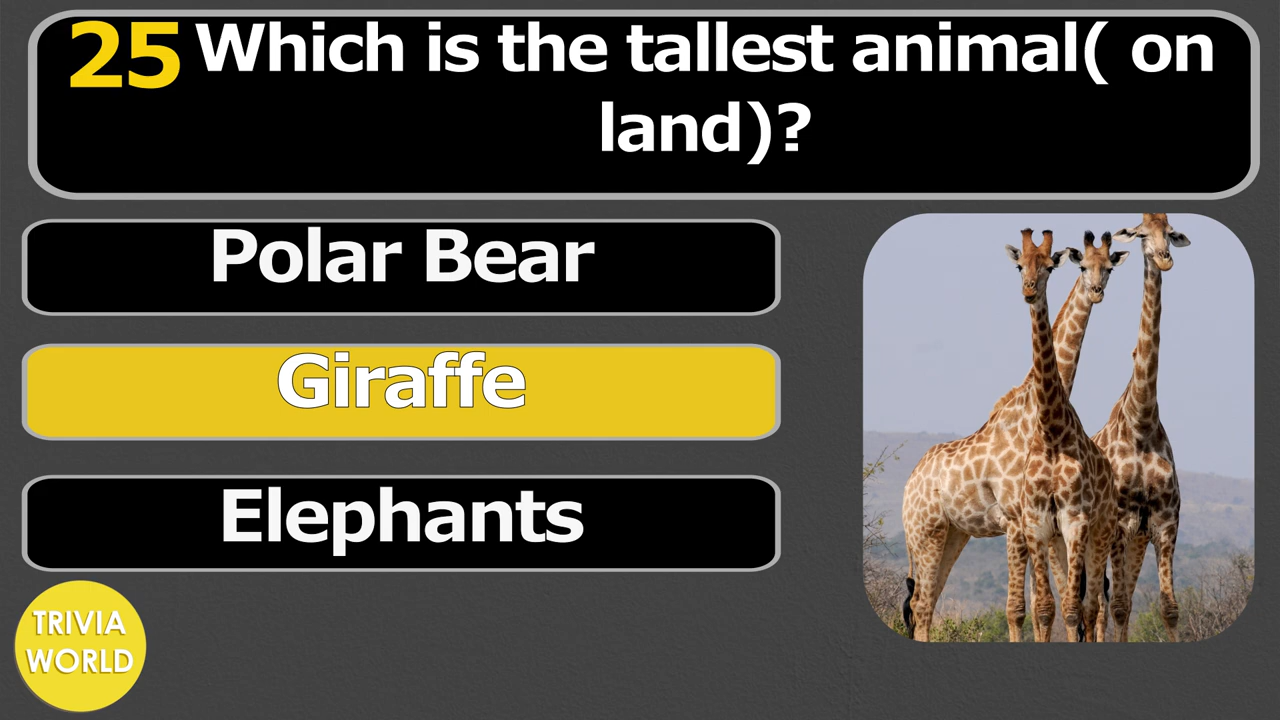 25 Which is the tallest animal( on
land)?
Polar Bear
Giraffe
Elephants
TRIVIA
WORLD